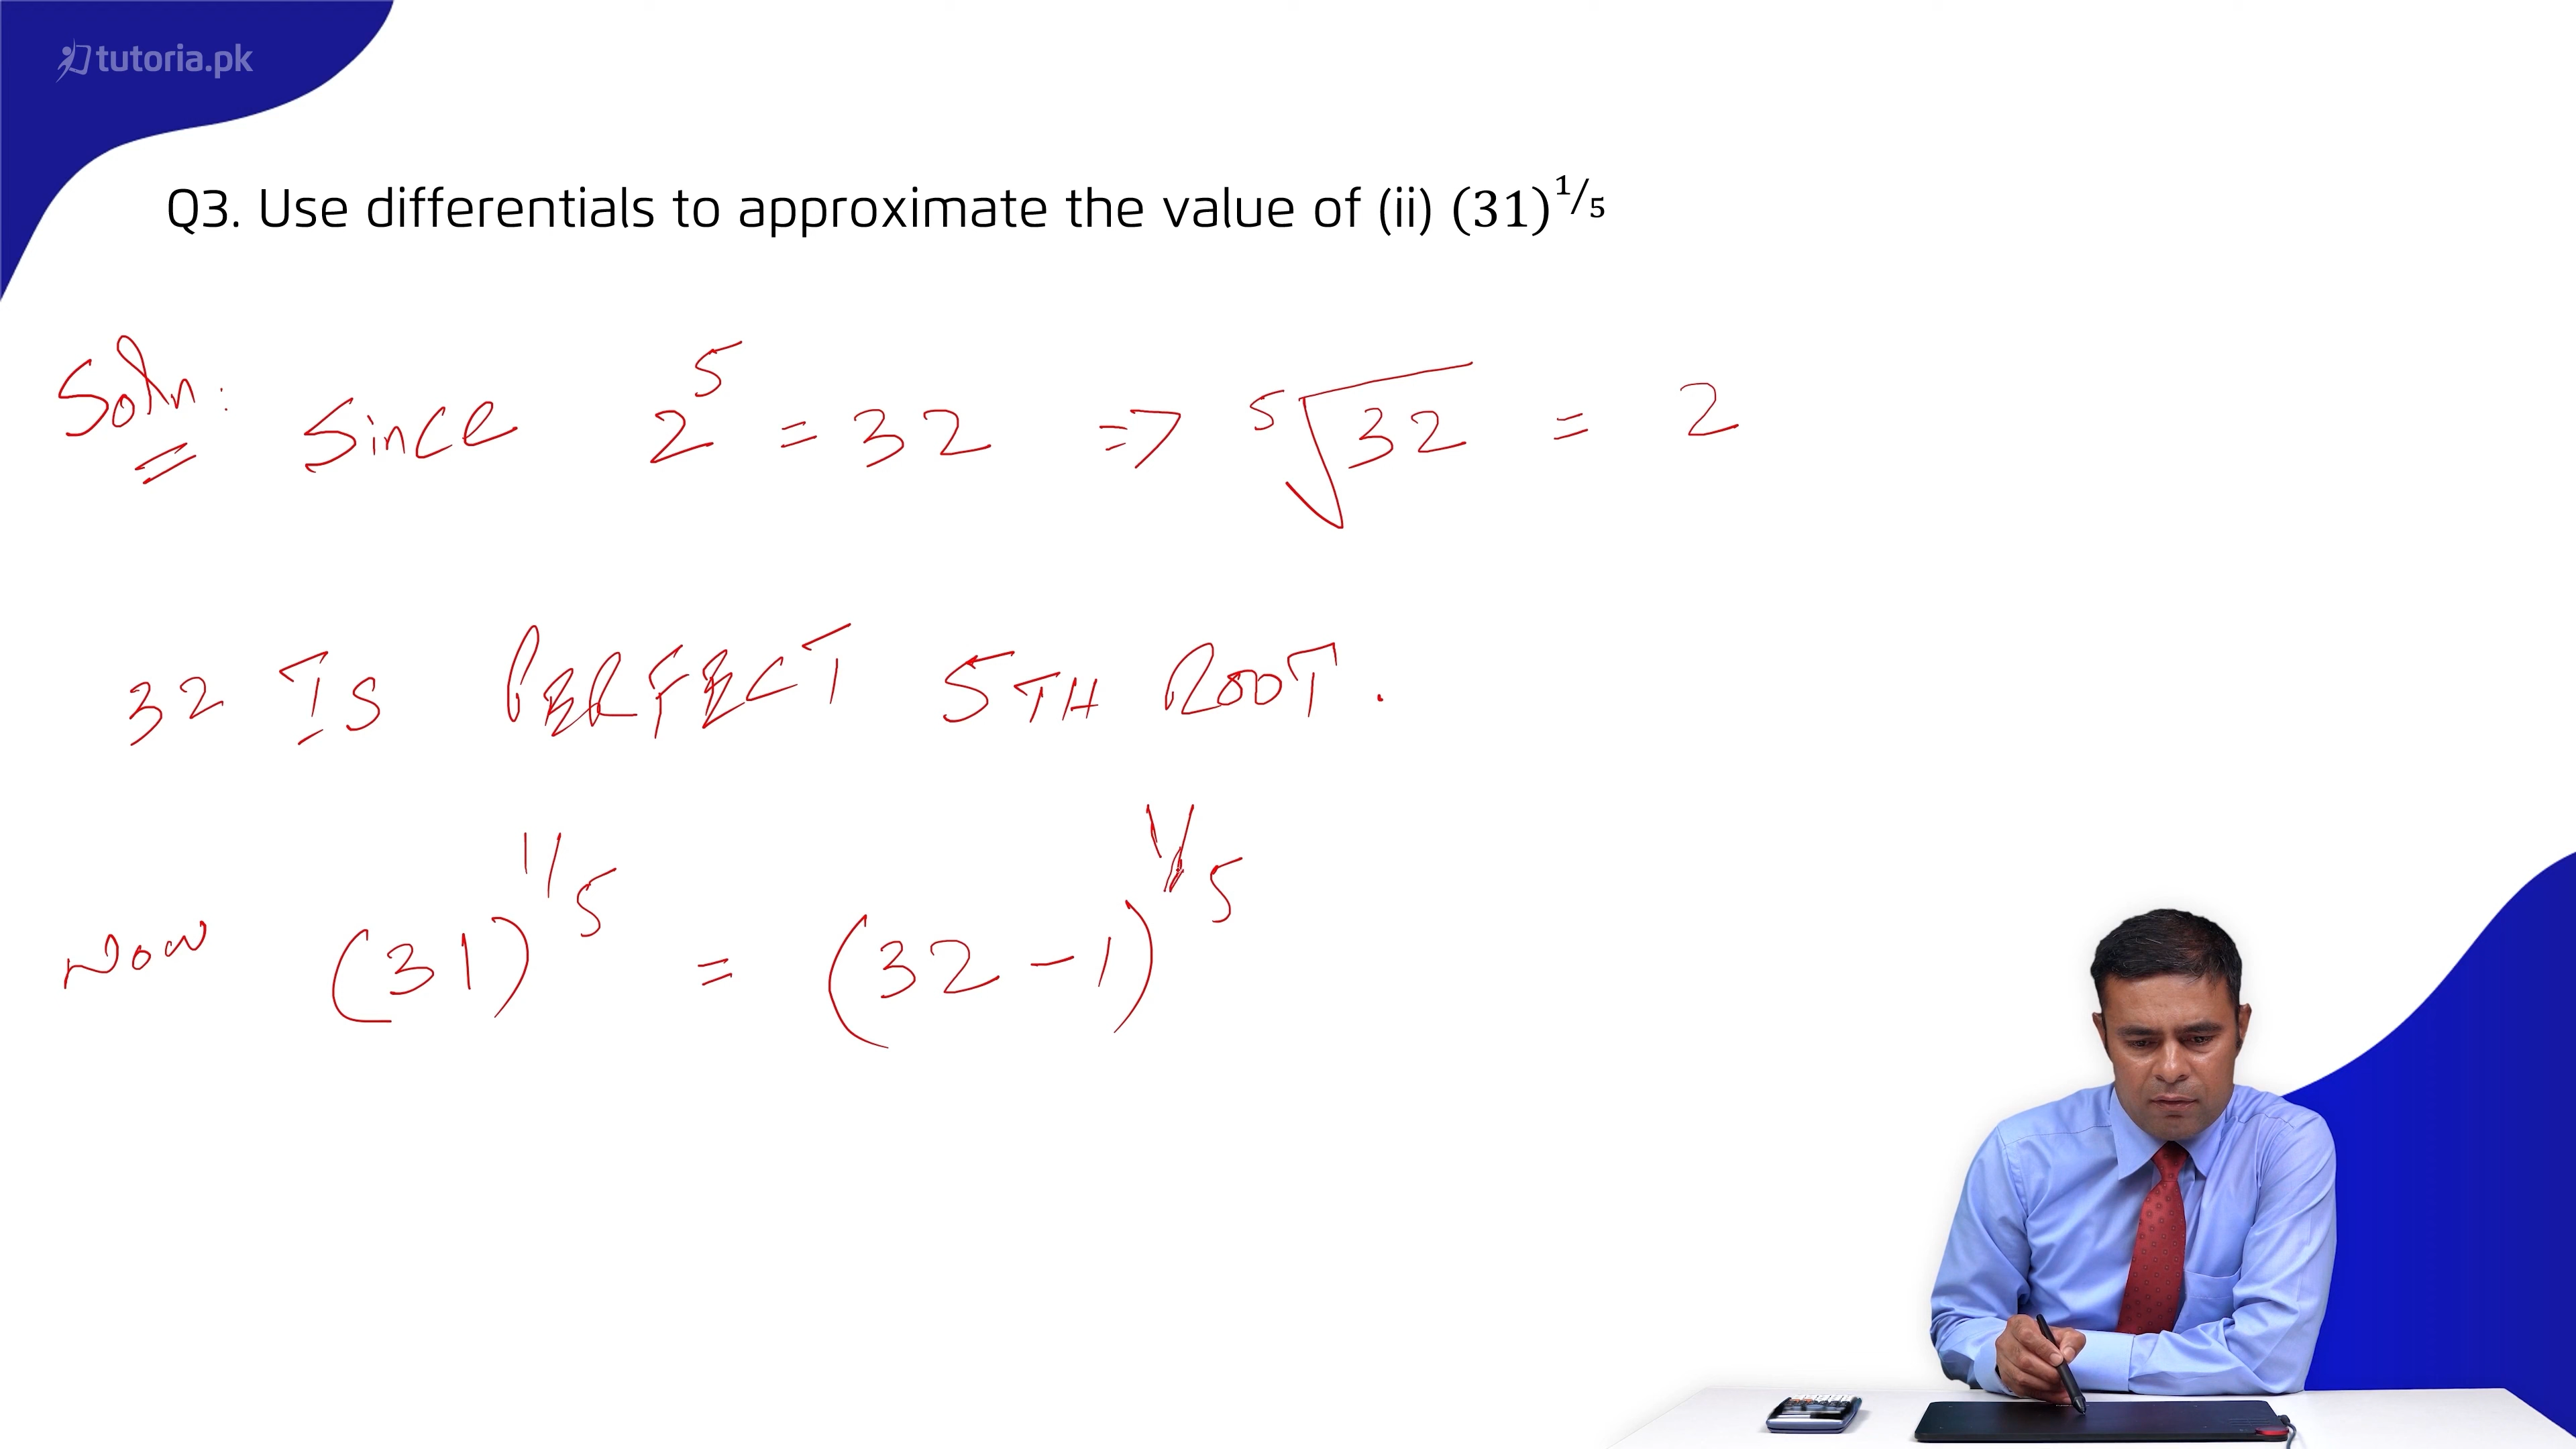 tutoria.pk
Q3. Use differentials to approximate the value of (ii) (31)^1/5
Soln: Since 2^5 = 32 => 5√32 = 2
32 IS PERFECT 5TH ROOT.
Now (31)^1/5 = (32-1)^1/5